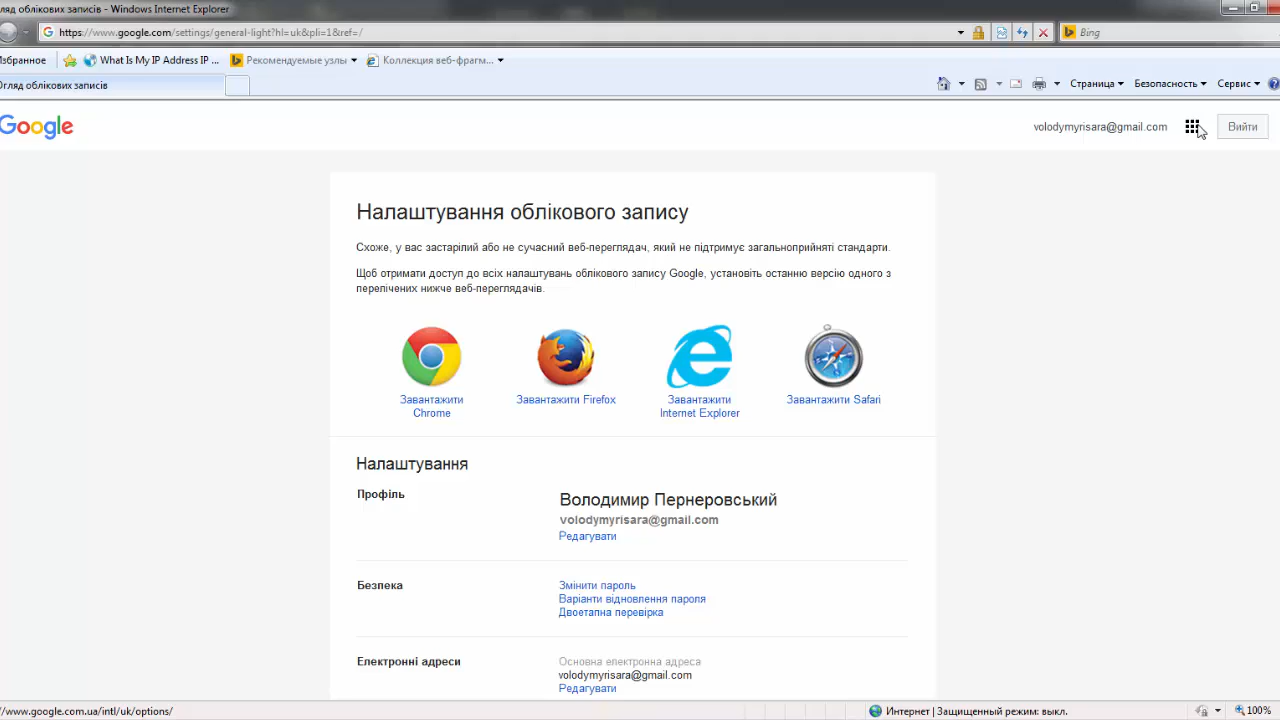 ляд облікових записів - Windows Internet Explorer
https://www.google.com/settings/general-light?hl=uk&pli=1&ref=/
Bing
Избранное
What Is My IP Address IP ...
Рекомендуемые узлы
Коллекция веб-фрагм...
Огляд облікових записів
Страница
Безопасность
Сервис
Google
volodymyrisara@gmail.com
Выйти
Налаштування облікового запису
Схоже, у вас застарілий або не сучасний веб-переглядач, який не підтримує загальноприйняті стандарти.
Щоб отримати доступ до всіх налаштувань облікового запису Google, установіть останню версію одного з
перелічених нижче веб-переглядачів.
Завантажити
Chrome
Завантажити Firefox
Завантажити
Internet Explorer
Завантажити Safari
Налаштування
Профіль
Володимир Пернеровський
volodymyrisara@gmail.com
Редагувати
Безпека
Змінити пароль
Варіанти відновлення пароля
Двоетапна перевірка
Електронні адреси
Основна електронна адреса
volodymyrisara@gmail.com
Редагувати
//www.google.com.ua/intl/uk/options/
Интернет | Защищенный режим: выкл.
100%